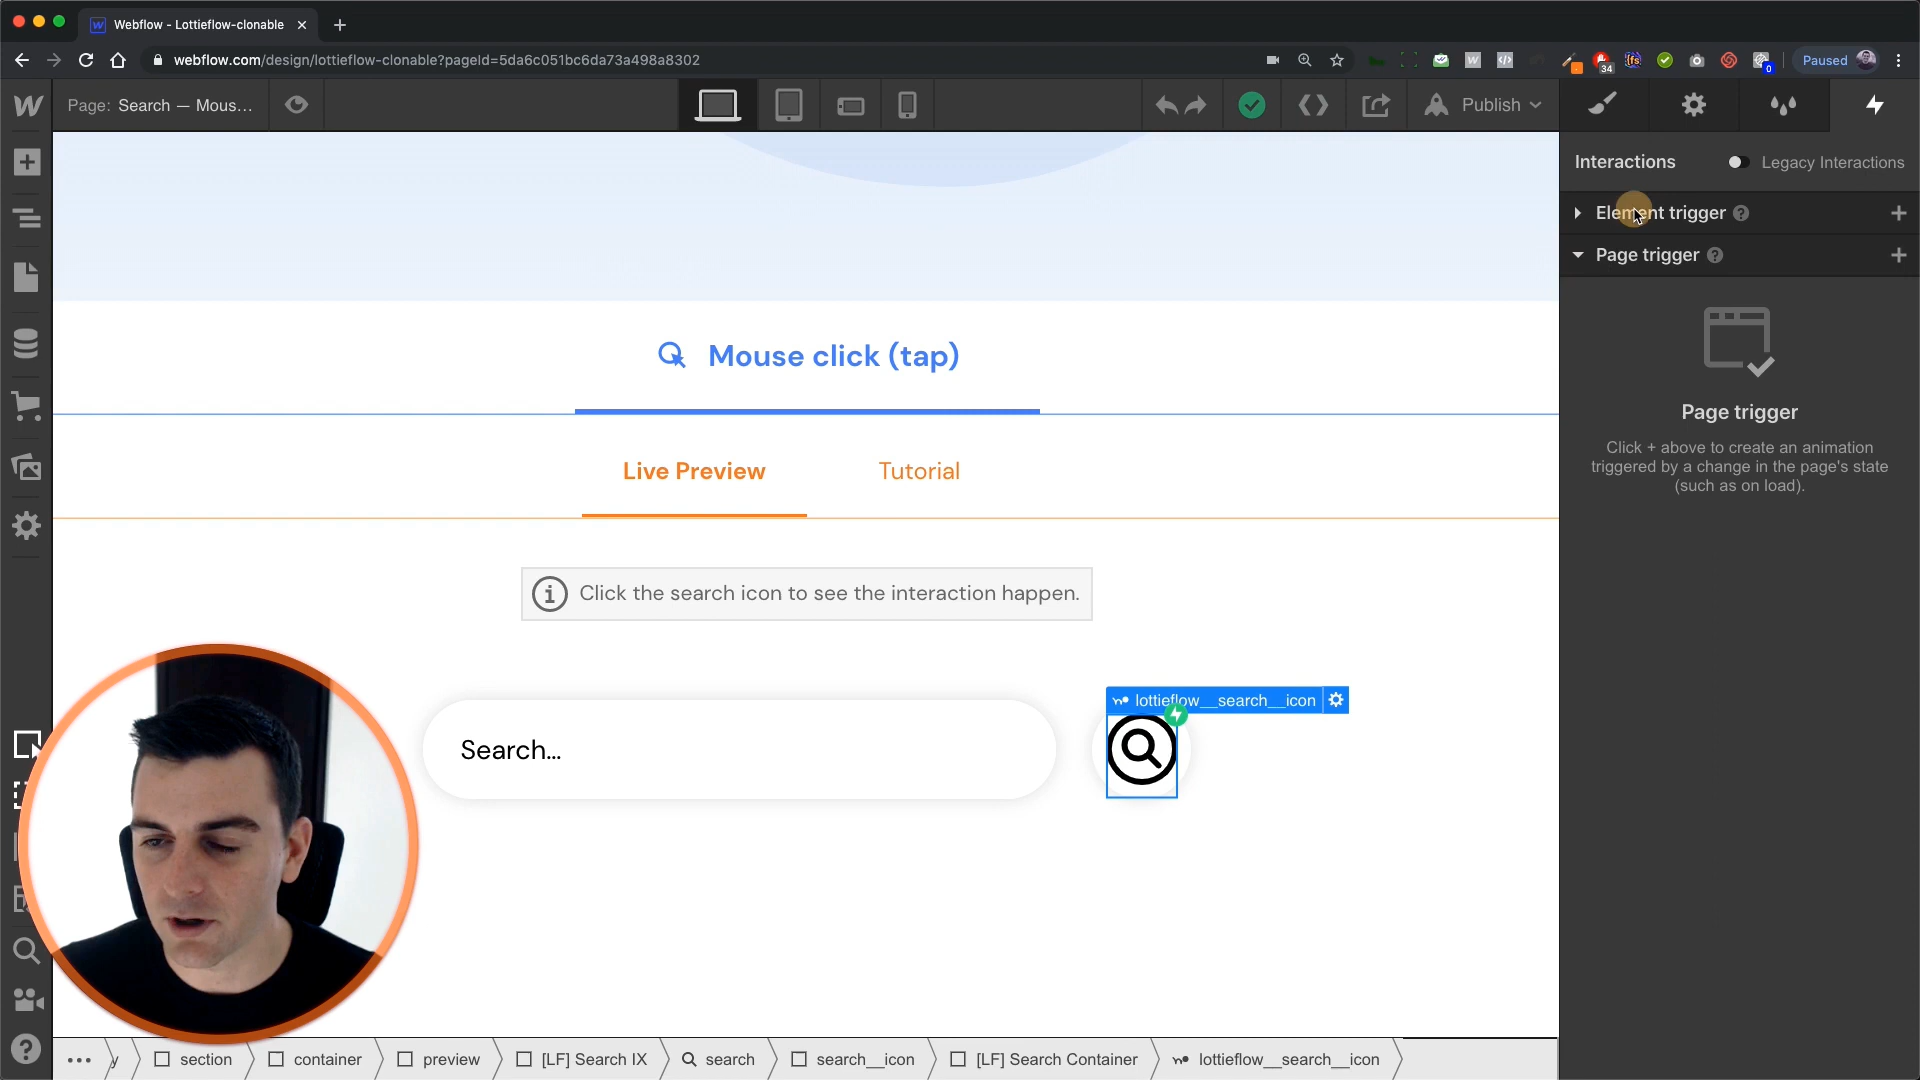 Webflow - Lottieflow-clonable
webflow.com/design/lottieflow-clonable?pageId=5da6c051bc6da73a498a8302
34
0
Paused
Page: Search — Mous...
Publish
Interactions
Legacy Interactions
Element trigger
Page trigger
Page trigger
Click + above to create an animation
triggered by a change in the page's state
(such as on load).
Mouse click (tap)
Live Preview
Tutorial
Click the search icon to see the interaction happen.
lottieflow__search__icon
Search...
y
section
container
preview
[LF] Search IX
search
search__icon
[LF] Search Container
lottieflow__search__icon